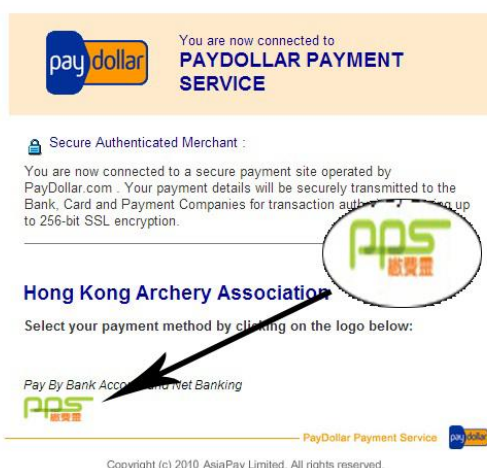 pay dollar
You are now connected to
PAYDOLLAR PAYMENT
SERVICE
Secure Authenticated Merchant :
You are now connected to a secure payment site operated by
PayDollar.com . Your payment details will be securely transmitted to the
Bank, Card and Payment Companies for transaction
up
to 256-bit SSL encryption.
PPS
繳費靈
Hong Kong Archery Association
Select your payment method by clicking on the logo below:
Pay By Bank Account and Net Banking
PPS
繳費靈
PayDollar Payment Service
pay dollar
Copyright (c) 2010 AsiaPay Limited. All rights reserved.